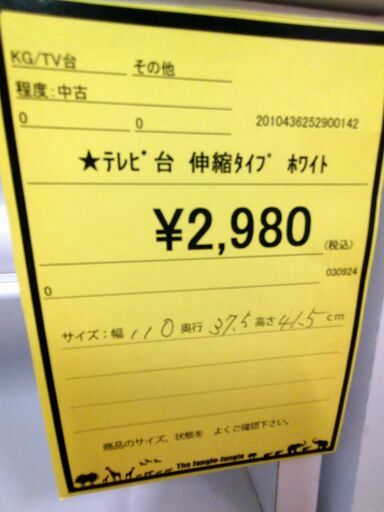 KG/TV台 その他
程度:中古
0 0 2010436252900142
★ﾃﾚﾋﾞ台 伸縮ﾀｲﾌﾟ ﾎﾜｲﾄ
¥2,980 (税込)
0 030924
サイズ:幅 110 奥行 37.5 高さ 41.5 cm
商品のサイズ、状態を よくご確認下さい。
The Jungle-Jungle